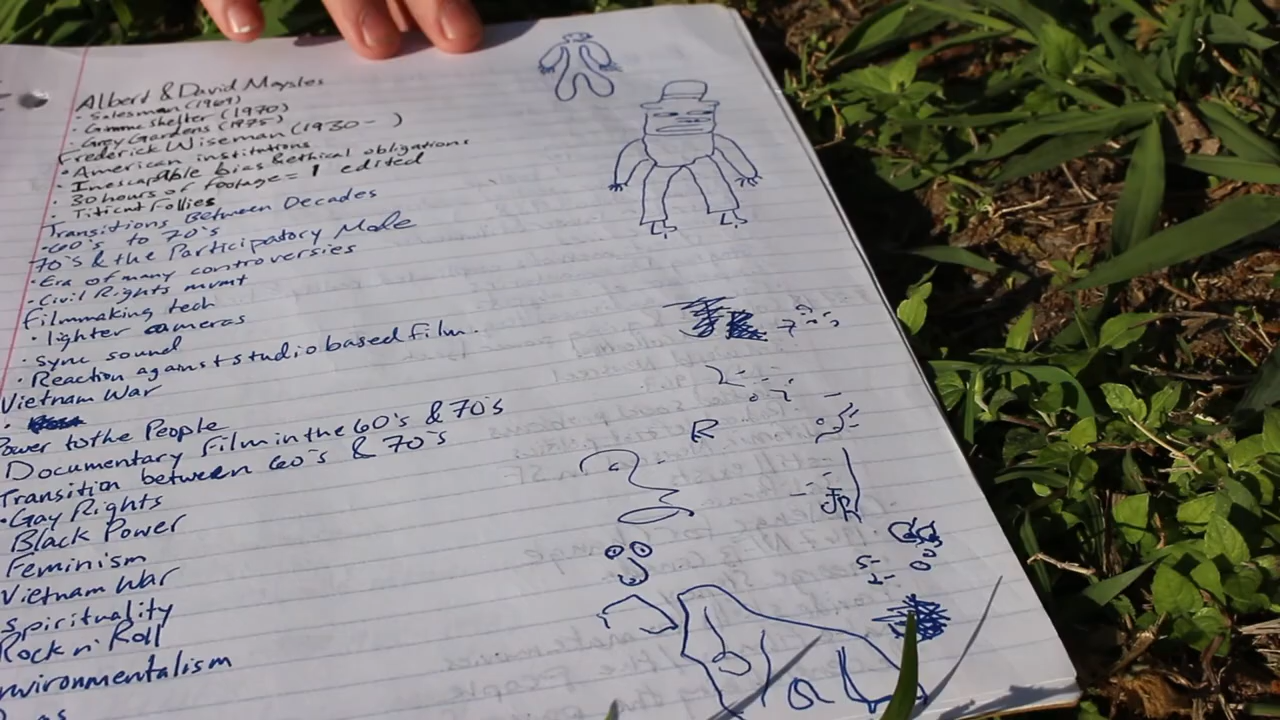 Albert & David Maysles
· Salesman (1969)
· Gimme Shelter (1970)
· Grey Gardens (1975)
Frederick Wiseman (1930 - )
· American institutions
· Inescapable bias & ethical obligations
· 30 hours of footage = 1 edited
· Titicut Follies
Transitions Between Decades
-60's to 70's
70's & the Participatory Mode
· Era of many controversies
· Civil Rights mvmt
Filmmaking tech
· lighter cameras
· Sync sound
· Reaction against studio based film.
Vietnam War
Power to the People
Documentary Film in the 60's & 70's
Transition between 60's & 70's
· Gay Rights
Black Power
Feminism
Vietnam War
Spirituality
Rock n' Roll
nvironmentalism
R
JR